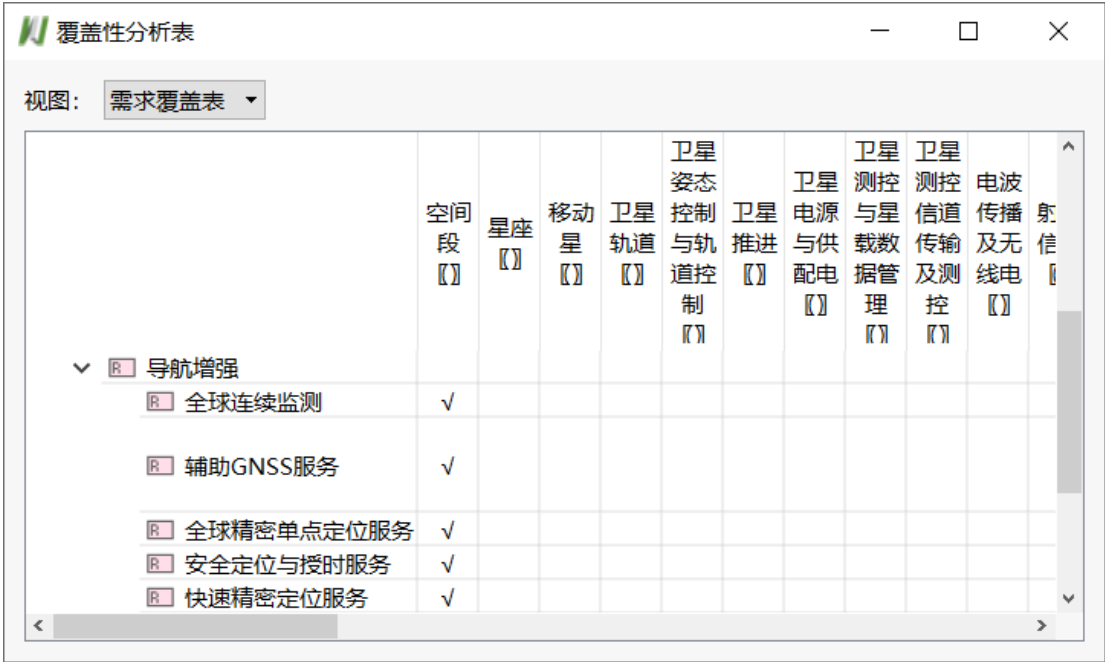 覆盖性分析表
视图： 需求覆盖表
空间段〖〗
星座〖〗
移动星〖〗
卫星轨道〖〗
卫星姿态控制与轨道控制〖〗
卫星推进〖〗
卫星电源与供配电〖〗
卫星测控与星载数据管理〖〗
卫星测控信道传输及测控〖〗
电波传播及无线电〖〗
导航增强
R 全球连续监测 √
R 辅助GNSS服务 √
R 全球精密单点定位服务 √
R 安全定位与授时服务 √
R 快速精密定位服务 √